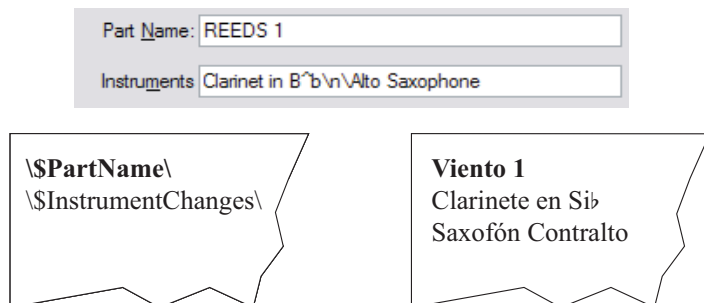 Part Name: REEDS 1
Instruments Clarinet in B^b\n\Alto Saxophone
\$PartName\
\$InstrumentChanges\
Viento 1
Clarinete en Si♭
Saxofón Contralto